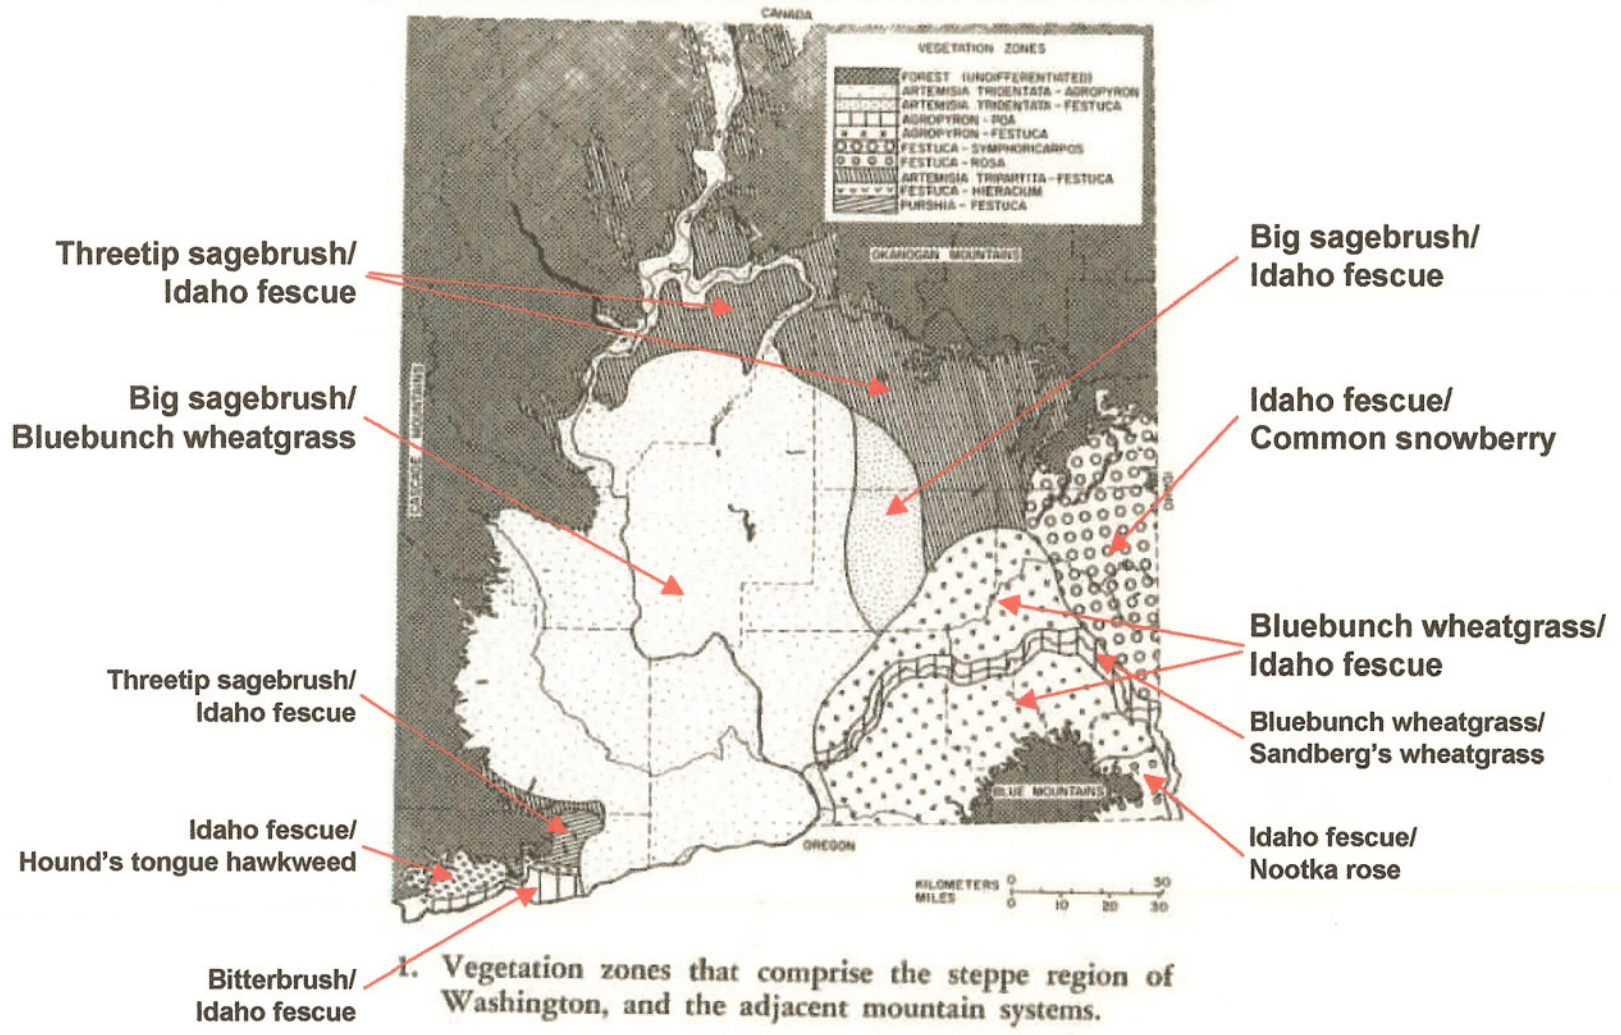 CANADA
VEGETATION ZONES
FOREST (UNDIFFERENTIATED)
ARTEMISIA TRIDENTATA - AGROPYRON
ARTEMISIA TRIDENTATA - FESTUCA
AGROPYRON - POA
AGROPYRON - FESTUCA
FESTUCA - SYMPHORICARPOS
FESTUCA - ROSA
ARTEMISIA TRIPARTITA - FESTUCA
FESTUCA - HIERACIUM
PURSHIA - FESTUCA
OKANOGAN MOUNTAINS
CASCADE MOUNTAINS
IDAHO
BLUE MOUNTAINS
OREGON
Threetip sagebrush/
Idaho fescue
Big sagebrush/
Bluebunch wheatgrass
Threetip sagebrush/
Idaho fescue
Idaho fescue/
Hound's tongue hawkweed
Bitterbrush/
Idaho fescue
Big sagebrush/
Idaho fescue
Idaho fescue/
Common snowberry
Bluebunch wheatgrass/
Idaho fescue
Bluebunch wheatgrass/
Sandberg's wheatgrass
Idaho fescue/
Nootka rose
KILOMETERS 0 50
MILES 0 10 20 30
1. Vegetation zones that comprise the steppe region of
Washington, and the adjacent mountain systems.